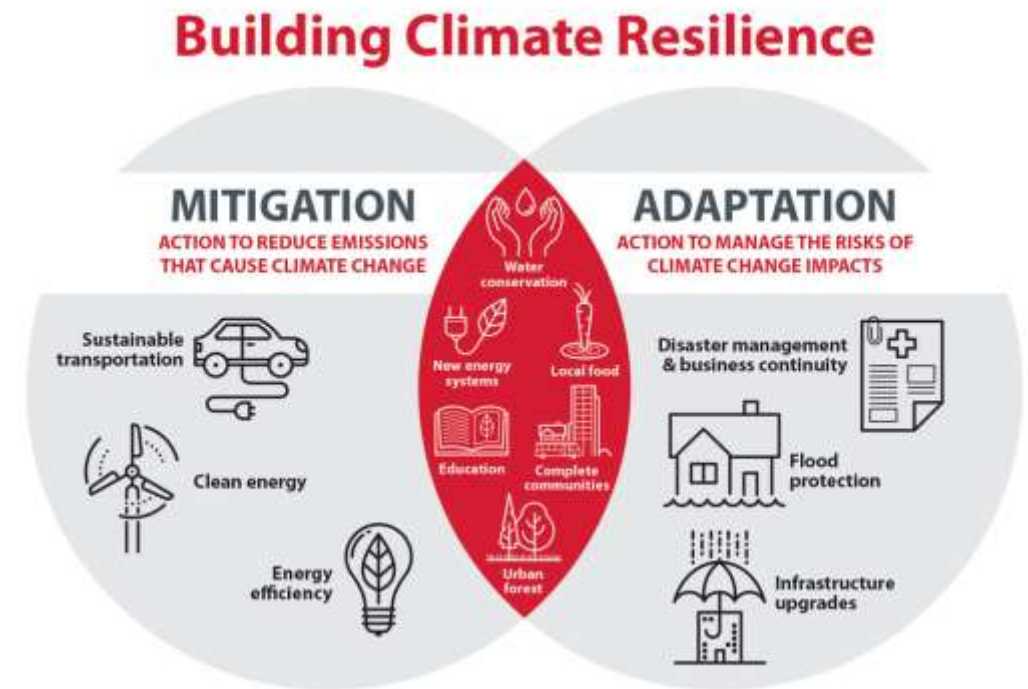 Building Climate Resilience
MITIGATION
ACTION TO REDUCE EMISSIONS
THAT CAUSE CLIMATE CHANGE
Sustainable
transportation
Clean energy
Energy
efficiency
Water
conservation
New energy
systems
Local food
Education
Complete
communities
Urban
forest
ADAPTATION
ACTION TO MANAGE THE RISKS OF
CLIMATE CHANGE IMPACTS
Disaster management
& business continuity
Flood
protection
Infrastructure
upgrades